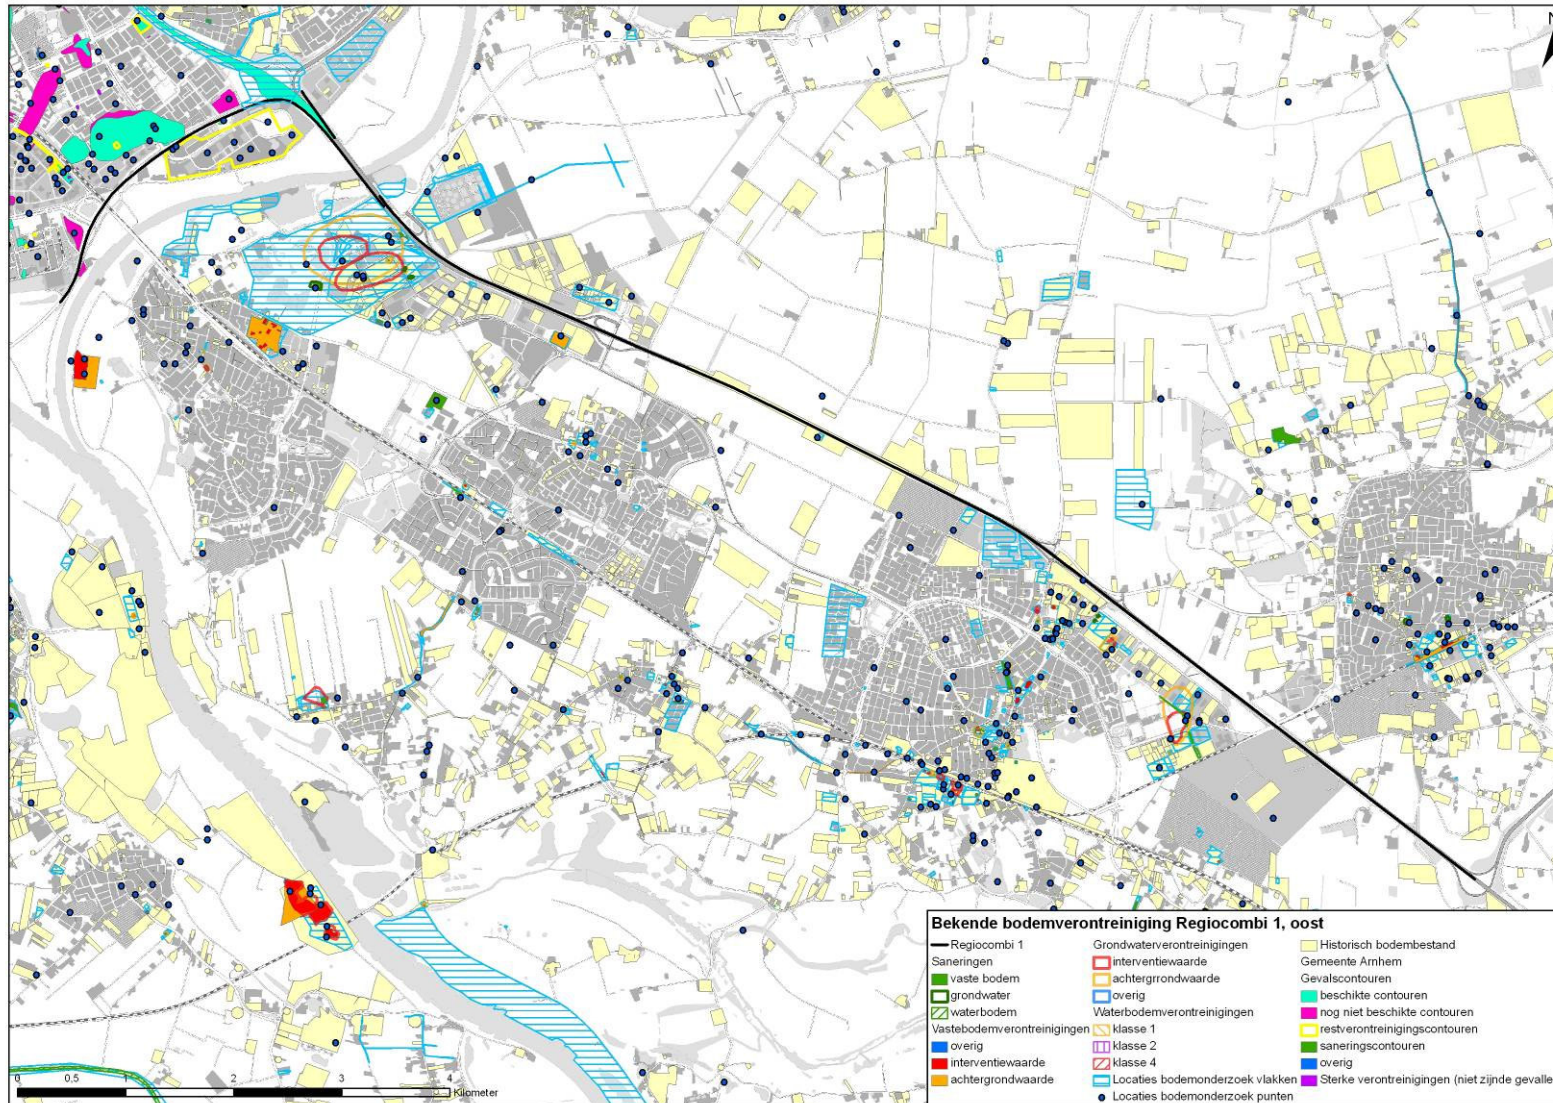 N
Bekende bodemverontreiniging Regiocombi 1, oost
Regiocombi 1
Saneringen
vaste bodem
grondwater
waterbodem
Vastebodemverontreinigingen
overig
interventiewaarde
achtergrondwaarde
Grondwaterverontreinigingen
interventiewaarde
achtergrondwaarde
overig
Waterbodemverontreinigingen
klasse 1
klasse 2
klasse 4
Locaties bodemonderzoek vlakken
Locaties bodemonderzoek punten
Historisch bodembestand
Gemeente Arnhem
Gevalscontouren
beschikte contouren
nog niet beschikte contouren
restverontreinigingscontouren
saneringscontouren
overig
Sterke verontreinigingen (niet zijnde gevalle
0 0,5 1 2 3 4
Kilometer